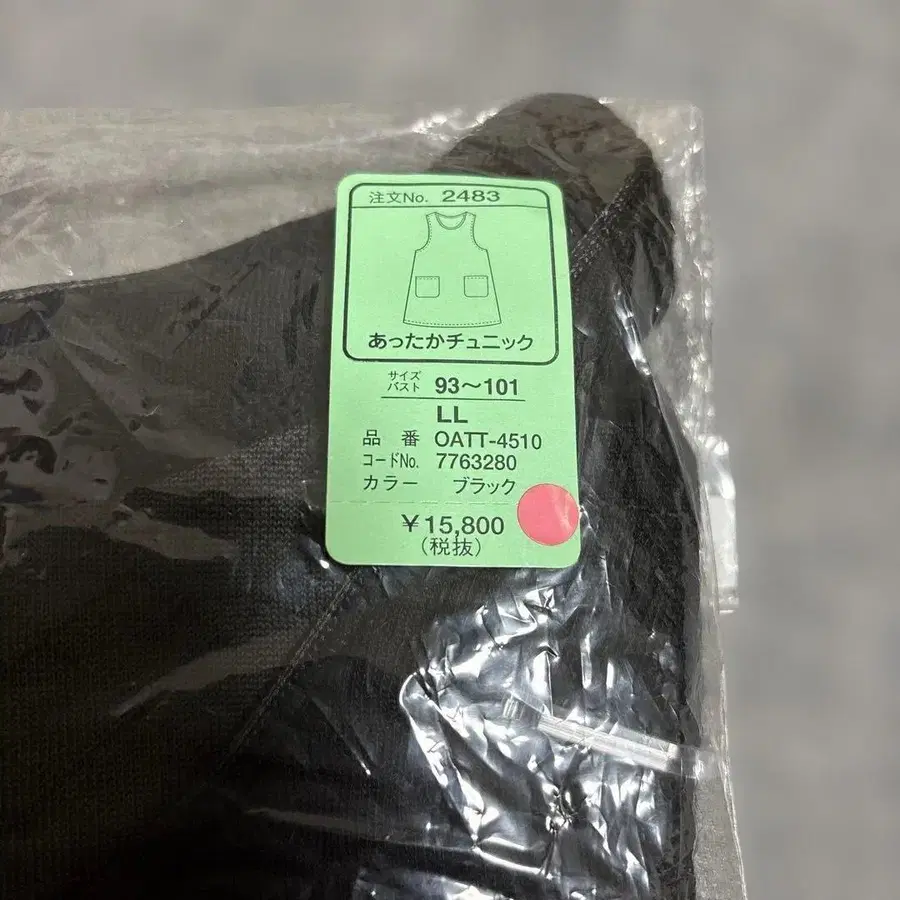 注文No. 2483
あったかチュニック
サイズ
バスト 93〜101
LL
品番 OATT-4510
コードNo. 7763280
カラー ブラック
¥15,800
(税抜)